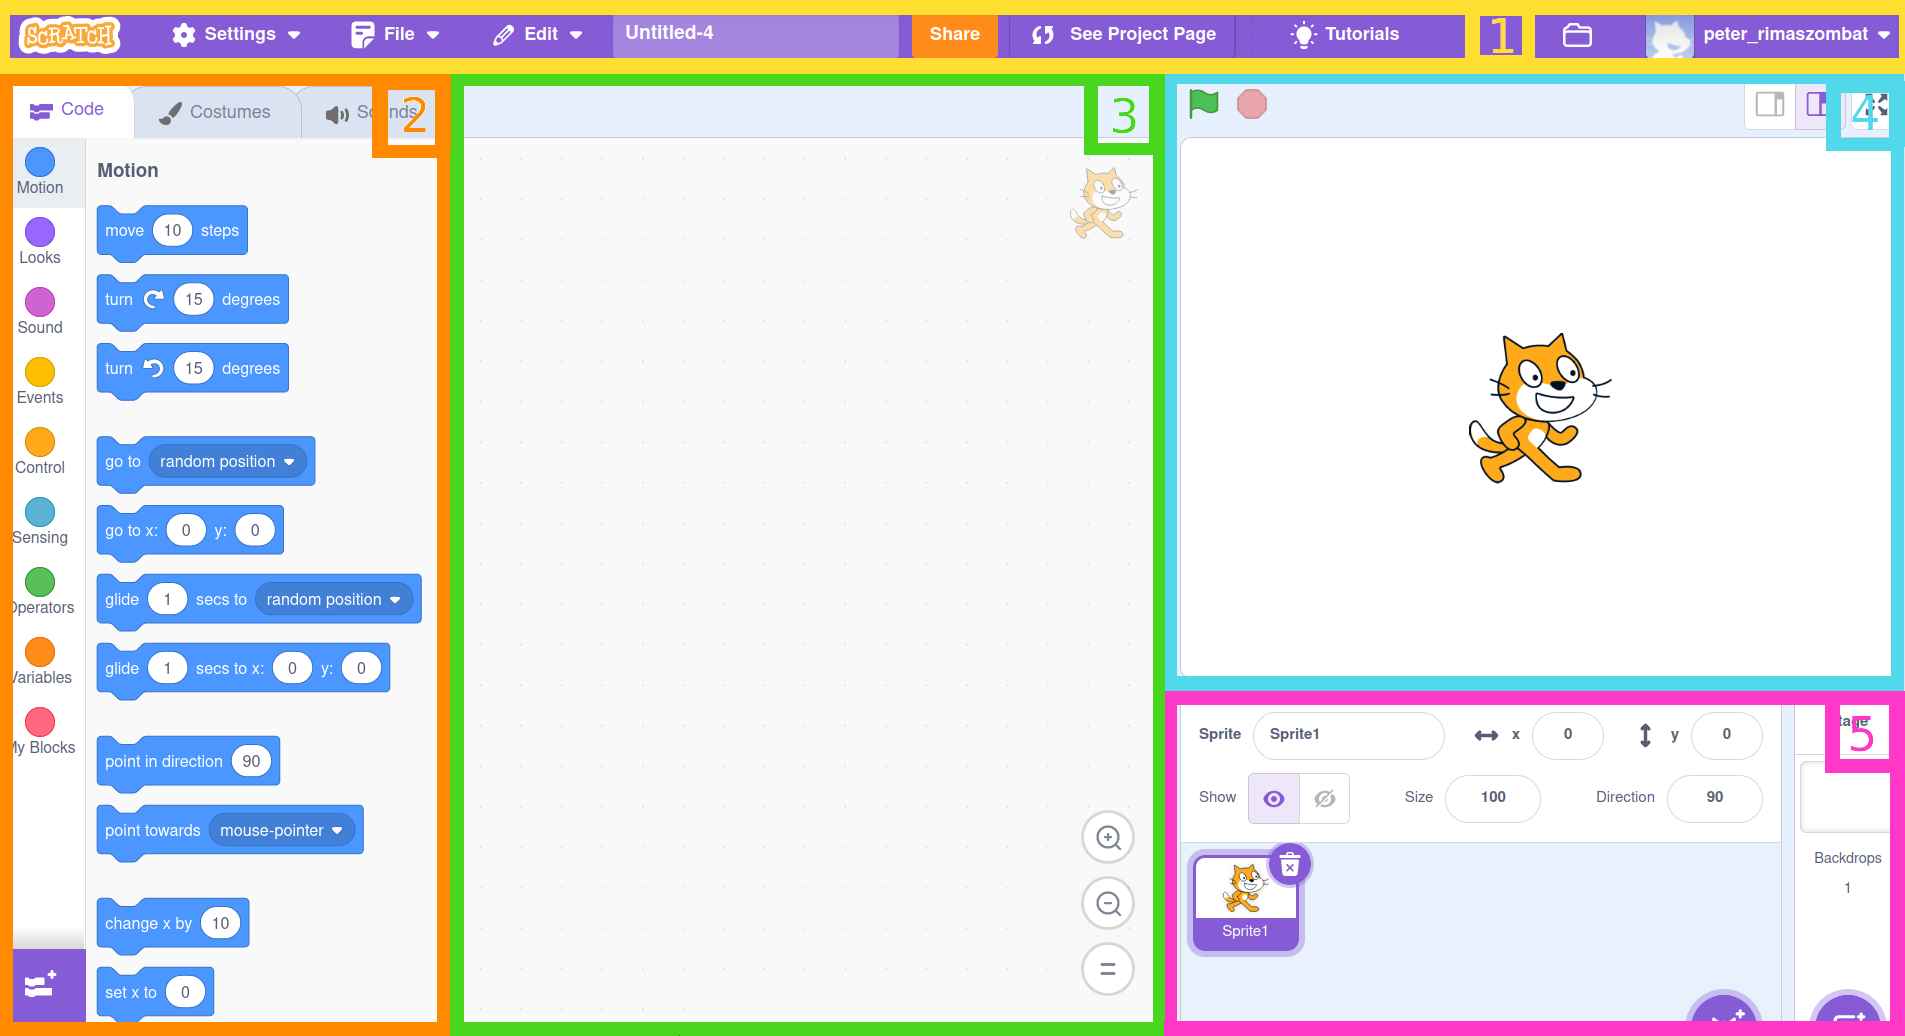 SCRATCH Settings File Edit Untitled-4 Share See Project Page Tutorials 1 peter_rimaszombat
Code Costumes Sounds 2
3
4
Motion
Looks
Sound
Events
Control
Sensing
Operators
Variables
My Blocks
Motion
move 10 steps
turn 15 degrees
turn 15 degrees
go to random position
go to x: 0 y: 0
glide 1 secs to random position
glide 1 secs to x: 0 y: 0
point in direction 90
point towards mouse-pointer
change x by 10
set x to 0
Sprite Sprite1 x 0 y 0
Show Size 100 Direction 90
Sprite1
tage
5
Backdrops
1